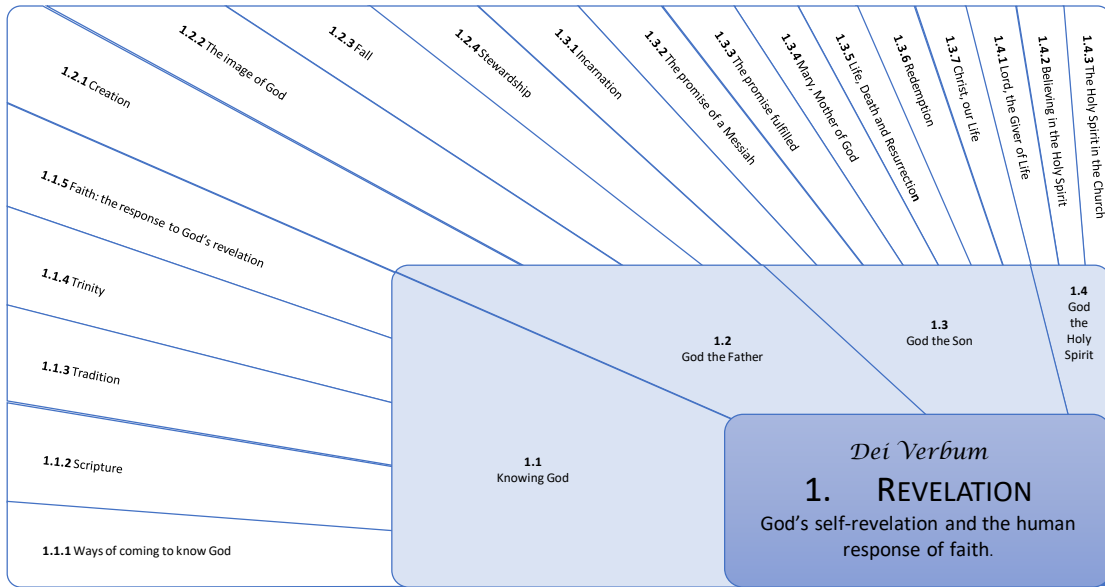 1.2.1 Creation
1.2.2 The image of God
1.2.3 Fall
1.2.4 Stewardship
1.3.1 Incarnation
1.3.2 The promise of a Messiah
1.3.3 The promise fulfilled
1.3.4 Mary, Mother of God
1.3.5 Life, Death and Resurrection
1.3.6 Redemption
1.3.7 Christ, our Life
1.4.1 Lord, the Giver of Life
1.4.2 Believing in the Holy Spirit
1.4.3 The Holy Spirit in the Church
1.1.5 Faith: the response to God’s revelation
1.1.4 Trinity
1.1.3 Tradition
1.1.2 Scripture
1.1.1 Ways of coming to know God
1.1
Knowing God
1.2
God the Father
1.3
God the Son
1.4
God
the
Holy
Spirit
Dei Verbum
1. REVELATION
God’s self-revelation and the human
response of faith.